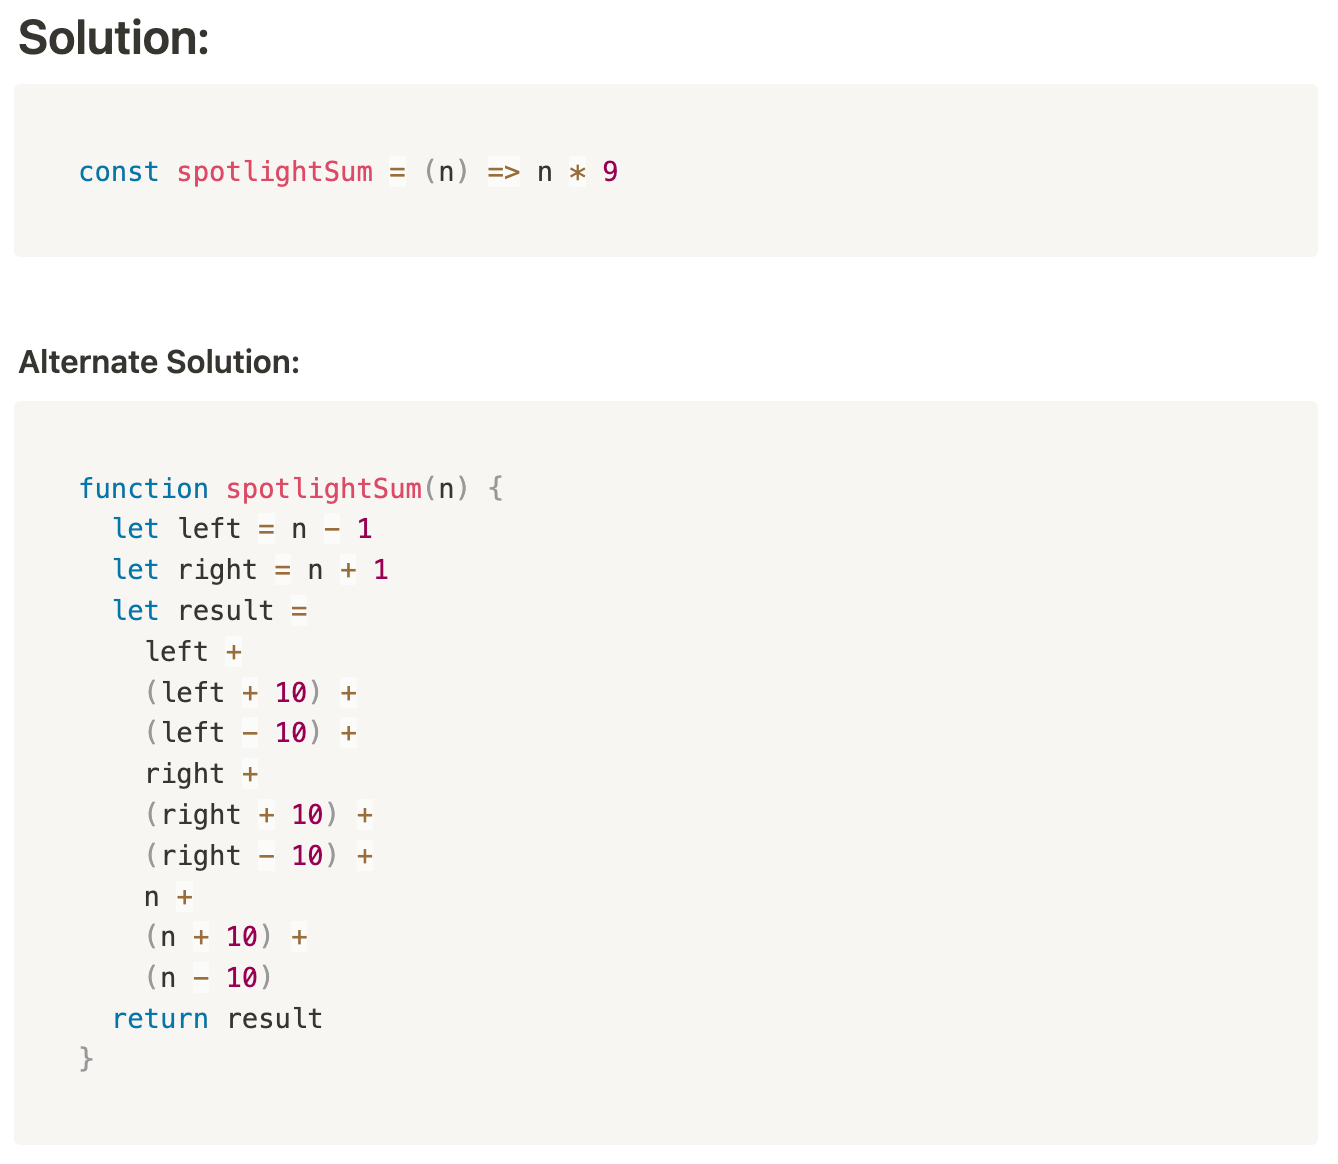 Solution:
const spotlightSum = (n) => n * 9
Alternate Solution:
function spotlightSum(n) {
  let left = n - 1
  let right = n + 1
  let result =
    left +
    (left + 10) +
    (left - 10) +
    right +
    (right + 10) +
    (right - 10) +
    n +
    (n + 10) +
    (n - 10)
  return result
}